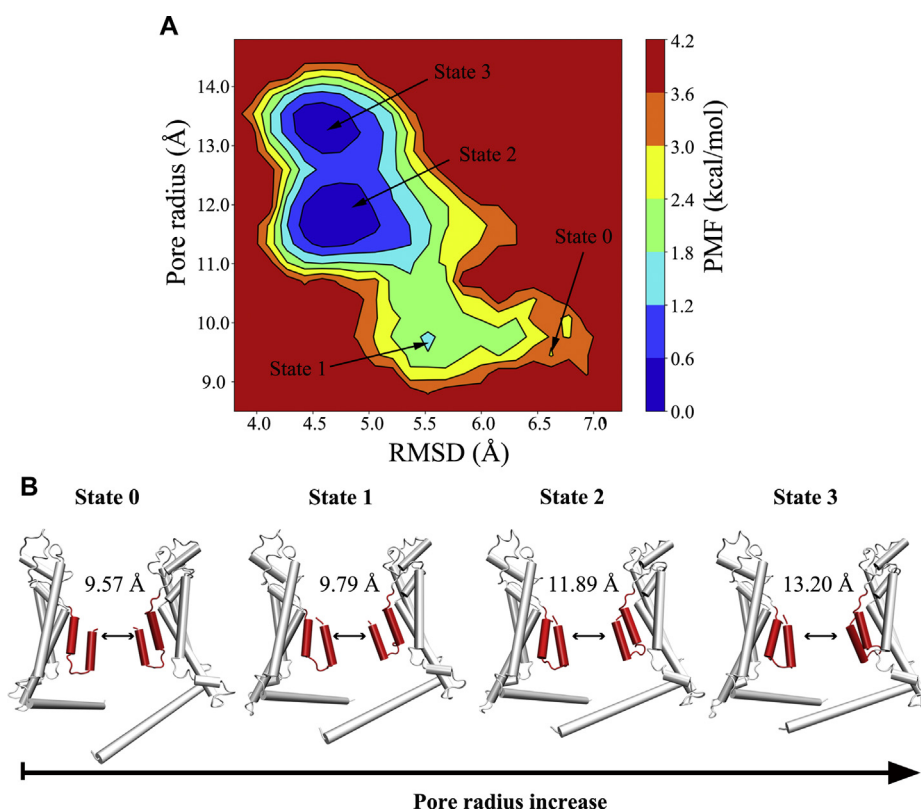 A
Pore radius (Å)
14.0
13.0
12.0
11.0
10.0
9.0
State 3
State 2
State 0
State 1
4.0 4.5 5.0 5.5 6.0 6.5 7.0
RMSD (Å)
4.2
3.6
3.0
2.4
1.8
1.2
0.6
0.0
PMF (kcal/mol)
B
State 0 State 1 State 2 State 3
9.57 Å 9.79 Å 11.89 Å 13.20 Å
Pore radius increase